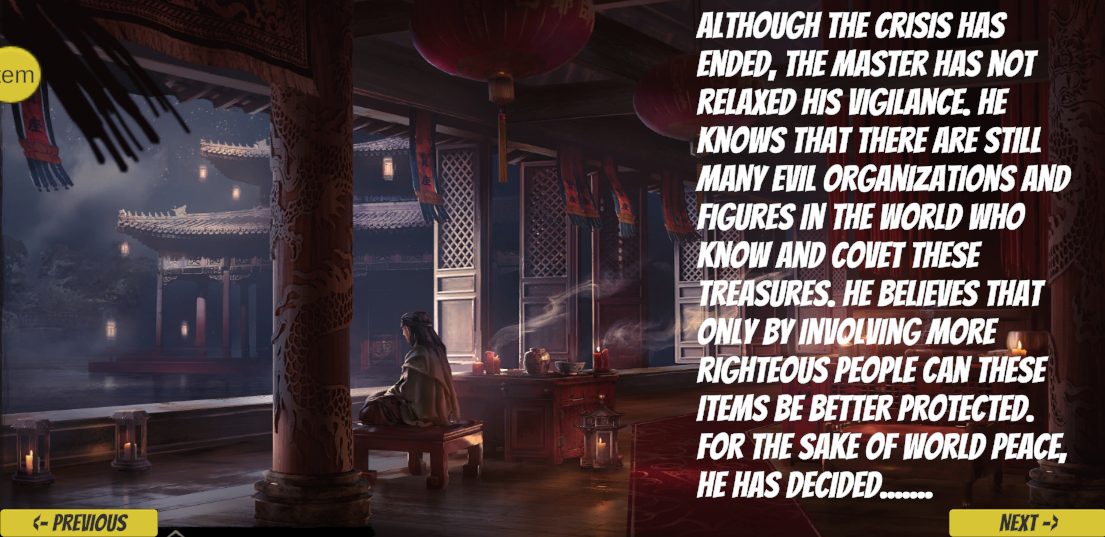 tem
ALTHOUGH THE CRISIS HAS
ENDED, THE MASTER HAS NOT
RELAXED HIS VIGILANCE. HE
KNOWS THAT THERE ARE STILL
MANY EVIL ORGANIZATIONS AND
FIGURES IN THE WORLD WHO
KNOW AND COVET THESE
TREASURES. HE BELIEVES THAT
ONLY BY INVOLVING MORE
RIGHTEOUS PEOPLE CAN THESE
ITEMS BE BETTER PROTECTED.
FOR THE SAKE OF WORLD PEACE,
HE HAS DECIDED.......
<- PREVIOUS
NEXT ->